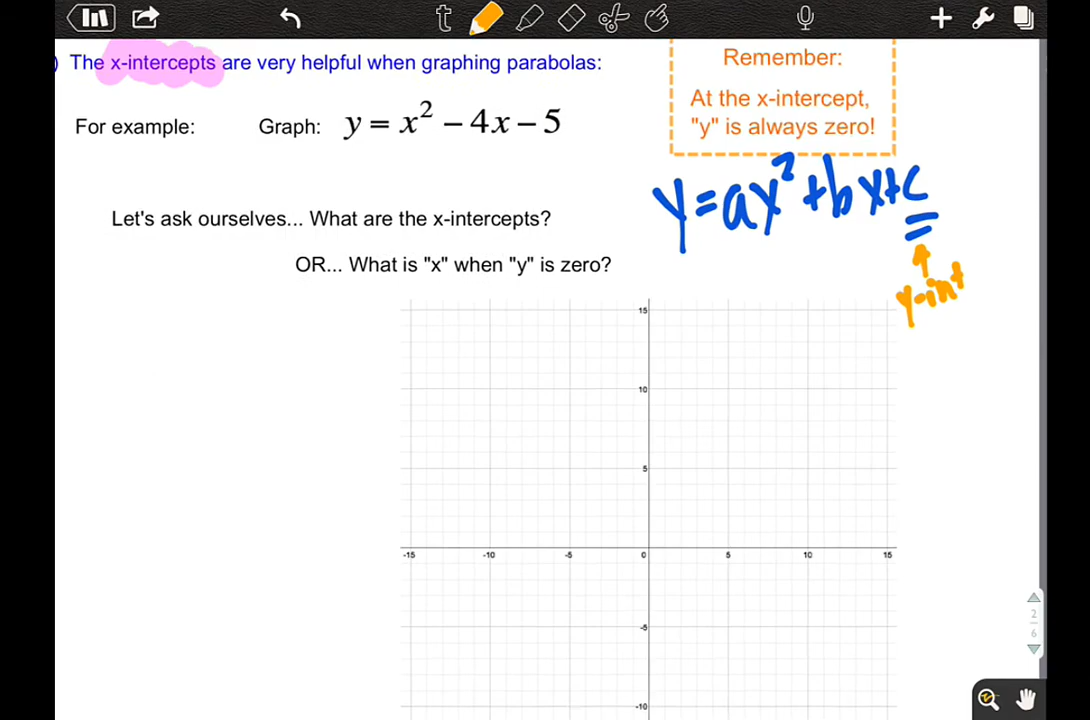 t
) The x-intercepts are very helpful when graphing parabolas:
Remember:
At the x-intercept,
"y" is always zero!
For example: Graph: y = x² − 4x − 5
y=ax²+bx+c
y-int
Let's ask ourselves... What are the x-intercepts?
OR... What is "x" when "y" is zero?
15
10
5
-15 -10 -5 0 5 10 15
-5
-10
2
6